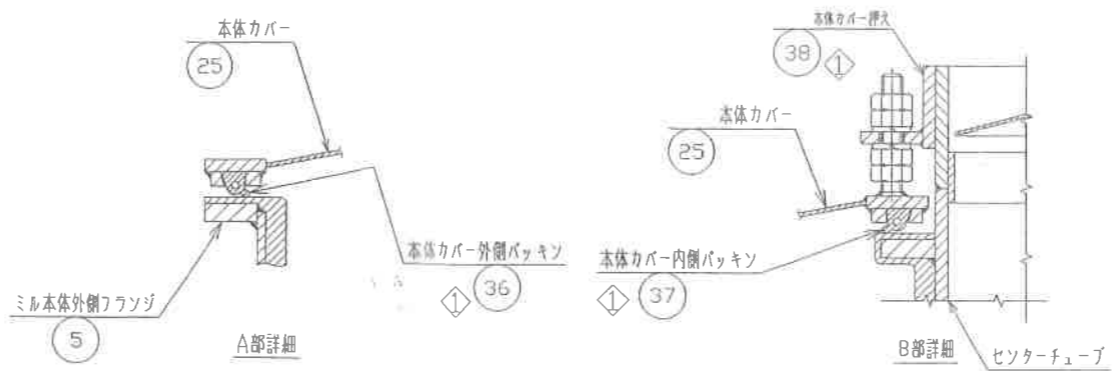 本体カバー
25
本体カバー外側パッキン
1
36
ミル本体外側フランジ
5
A部詳細
本体カバー押え
38
1
本体カバー
25
本体カバー内側パッキン
1
37
B部詳細
センターチューブ